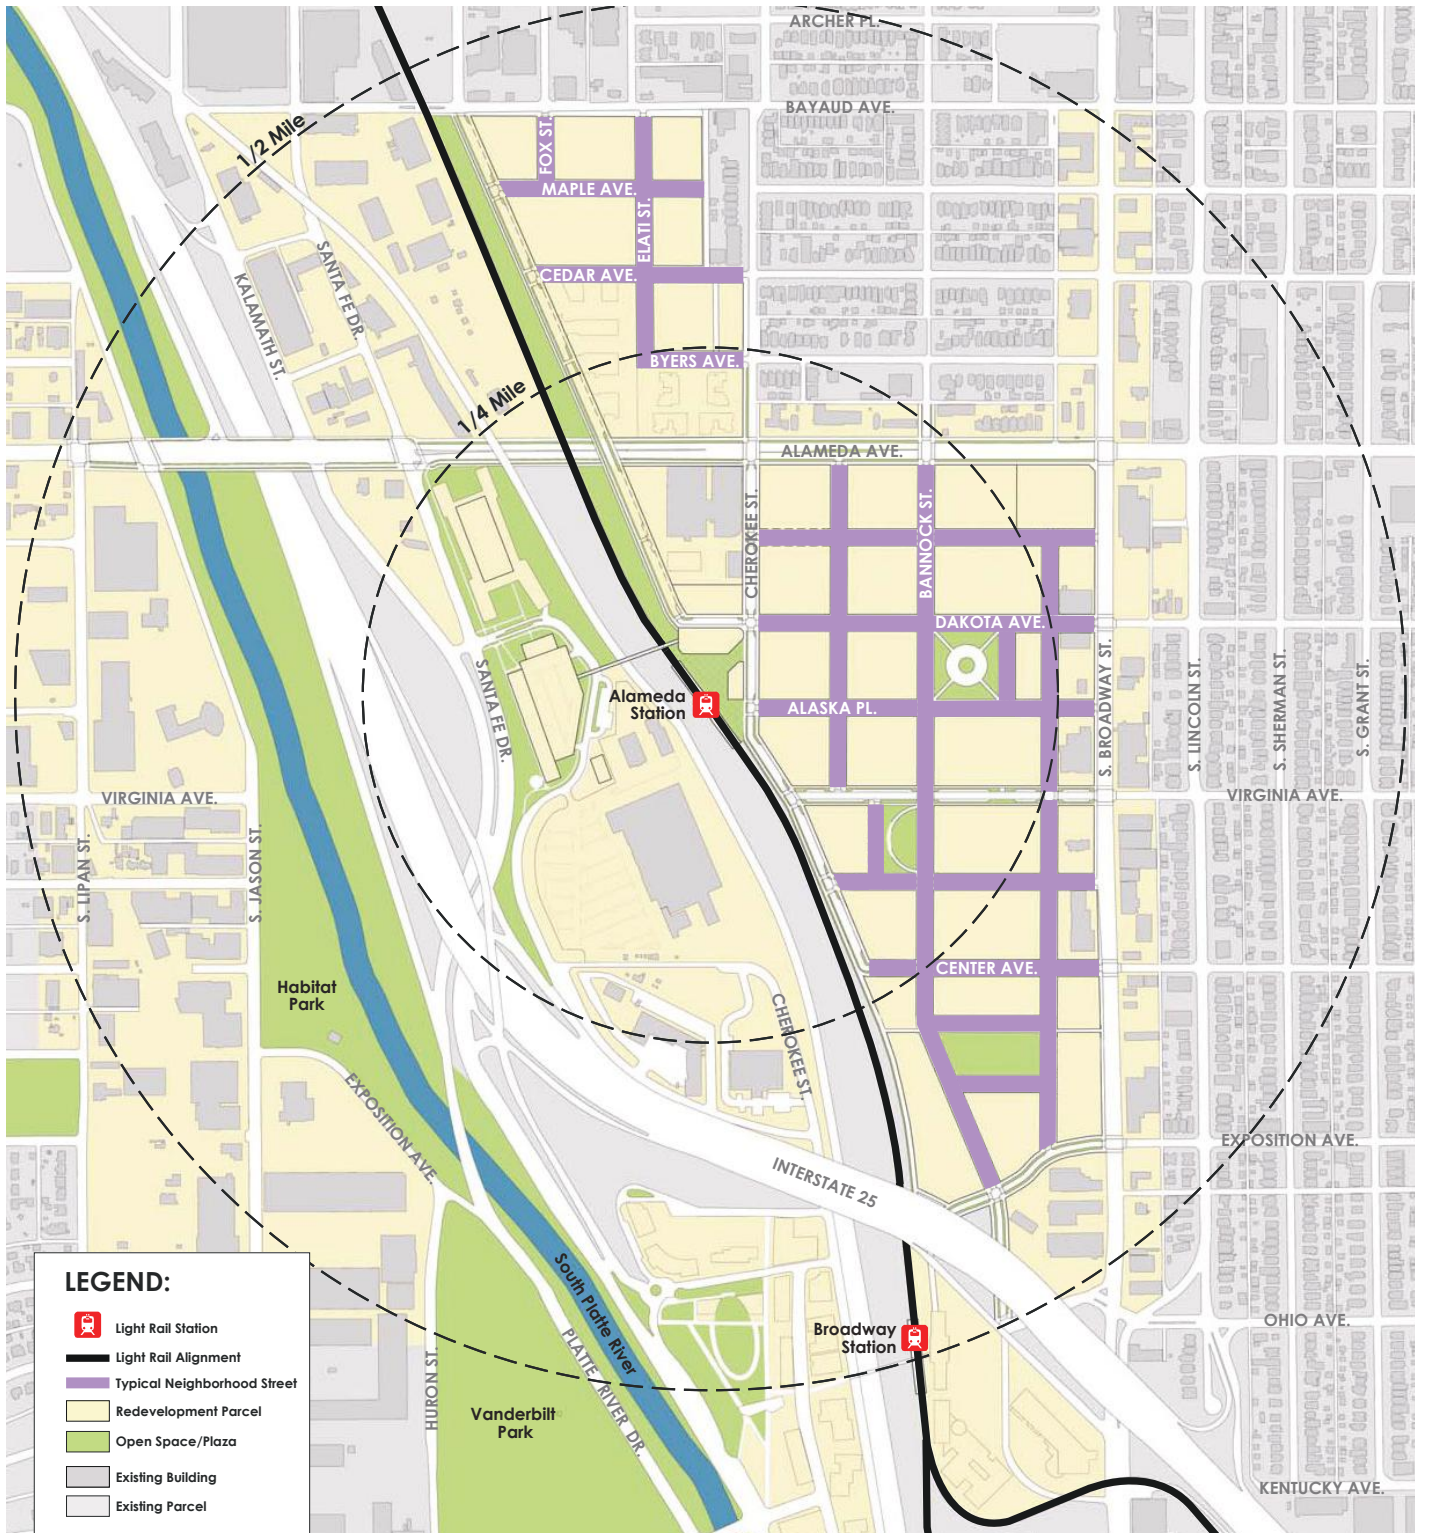 ARCHER PL.
BAYAUD AVE.
1/2 Mile
FOX ST.
MAPLE AVE.
ELATI ST.
CEDAR AVE.
BYERS AVE.
SANTA FE DR.
KALAMATH ST.
1/4 Mile
ALAMEDA AVE.
CHEROKEE ST.
BANNOCK ST.
DAKOTA AVE.
ALASKA PL.
Alameda
Station
SANTA FE DR.
S. BROADWAY ST.
S. LINCOLN ST.
S. SHERMAN ST.
S. GRANT ST.
VIRGINIA AVE.
VIRGINIA AVE.
S. LIPAN ST.
S. JASON ST.
CENTER AVE.
Habitat
Park
CHEROKEE ST.
EXPOSITION AVE.
EXPOSITION AVE.
INTERSTATE 25
South Platte River
OHIO AVE.
Broadway
Station
PLATTE RIVER DR.
HURON ST.
Vanderbilt
Park
KENTUCKY AVE.
LEGEND:
Light Rail Station
Light Rail Alignment
Typical Neighborhood Street
Redevelopment Parcel
Open Space/Plaza
Existing Building
Existing Parcel